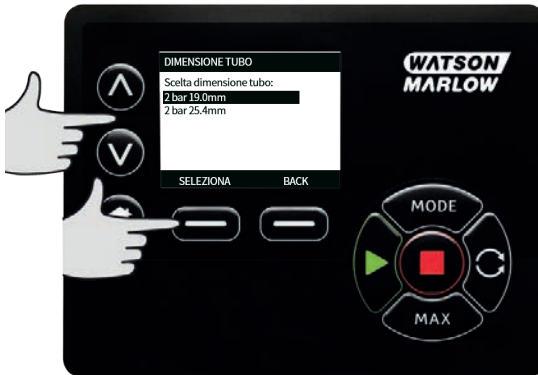 DIMENSIONE TUBO
WATSON
MARLOW
Scelta dimensione tubo:
2 bar 19.0mm
2 bar 25.4mm
SELEZIONA BACK
MODE
MAX